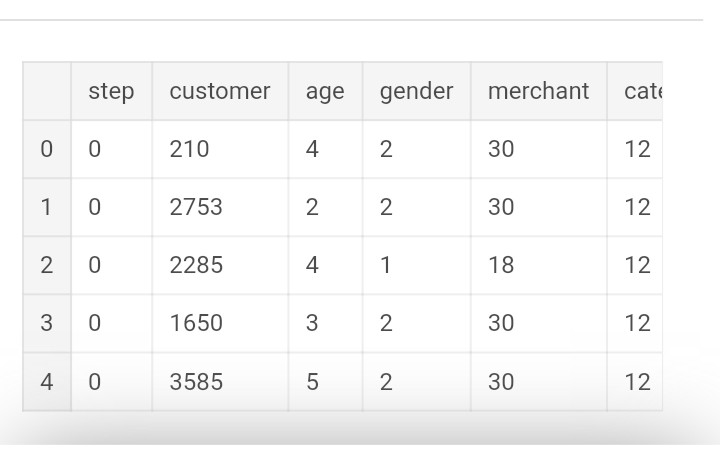 step customer age gender merchant cate
0 0 210 4 2 30 12
1 0 2753 2 2 30 12
2 0 2285 4 1 18 12
3 0 1650 3 2 30 12
4 0 3585 5 2 30 12